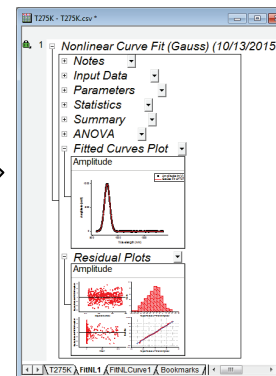 T275K - T275K.csv *
1
Nonlinear Curve Fit (Gauss) (10/13/2015
Notes
Input Data
Parameters
Statistics
Summary
ANOVA
Fitted Curves Plot
Amplitude
Residual Plots
Amplitude
T275K FitNL1 FitNLCurve1 Bookmarks